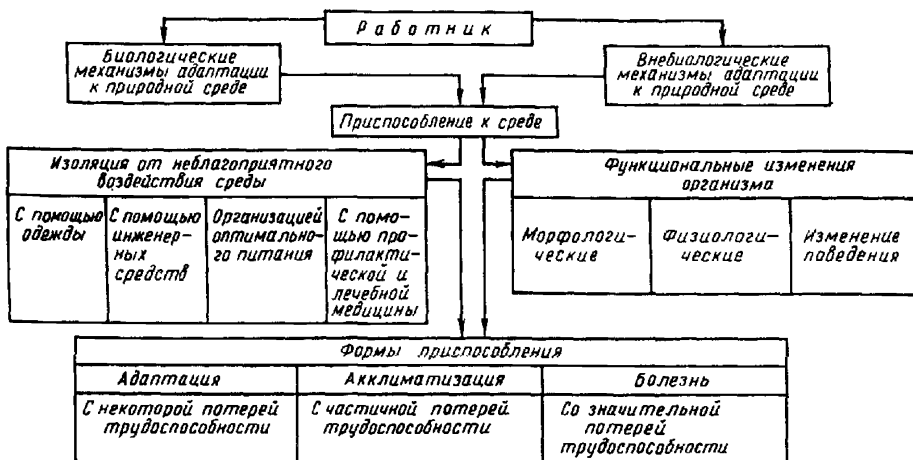 Работник
Биологические
механизмы адаптации
к природной среде
Внебиологические
механизмы адаптации
к природной среде
Приспособление к среде
Изоляция от неблагоприятного
воздействия среды
С помощью
одежды
С помощью
инженер-
ных
средств
Организацией
оптимально-
го питания
С помо-
щью про-
филакти-
ческой и
лечебной
медицины
Функциональные изменения
организма
Морфологи-
ческие
Физиологи-
ческие
Изменение
поведения
Формы приспособления
Адаптация
Акклиматизация
Болезнь
С некоторой потерей
трудоспособности
С частичной потерей
трудоспособности
Со значительной
потерей
трудоспособности